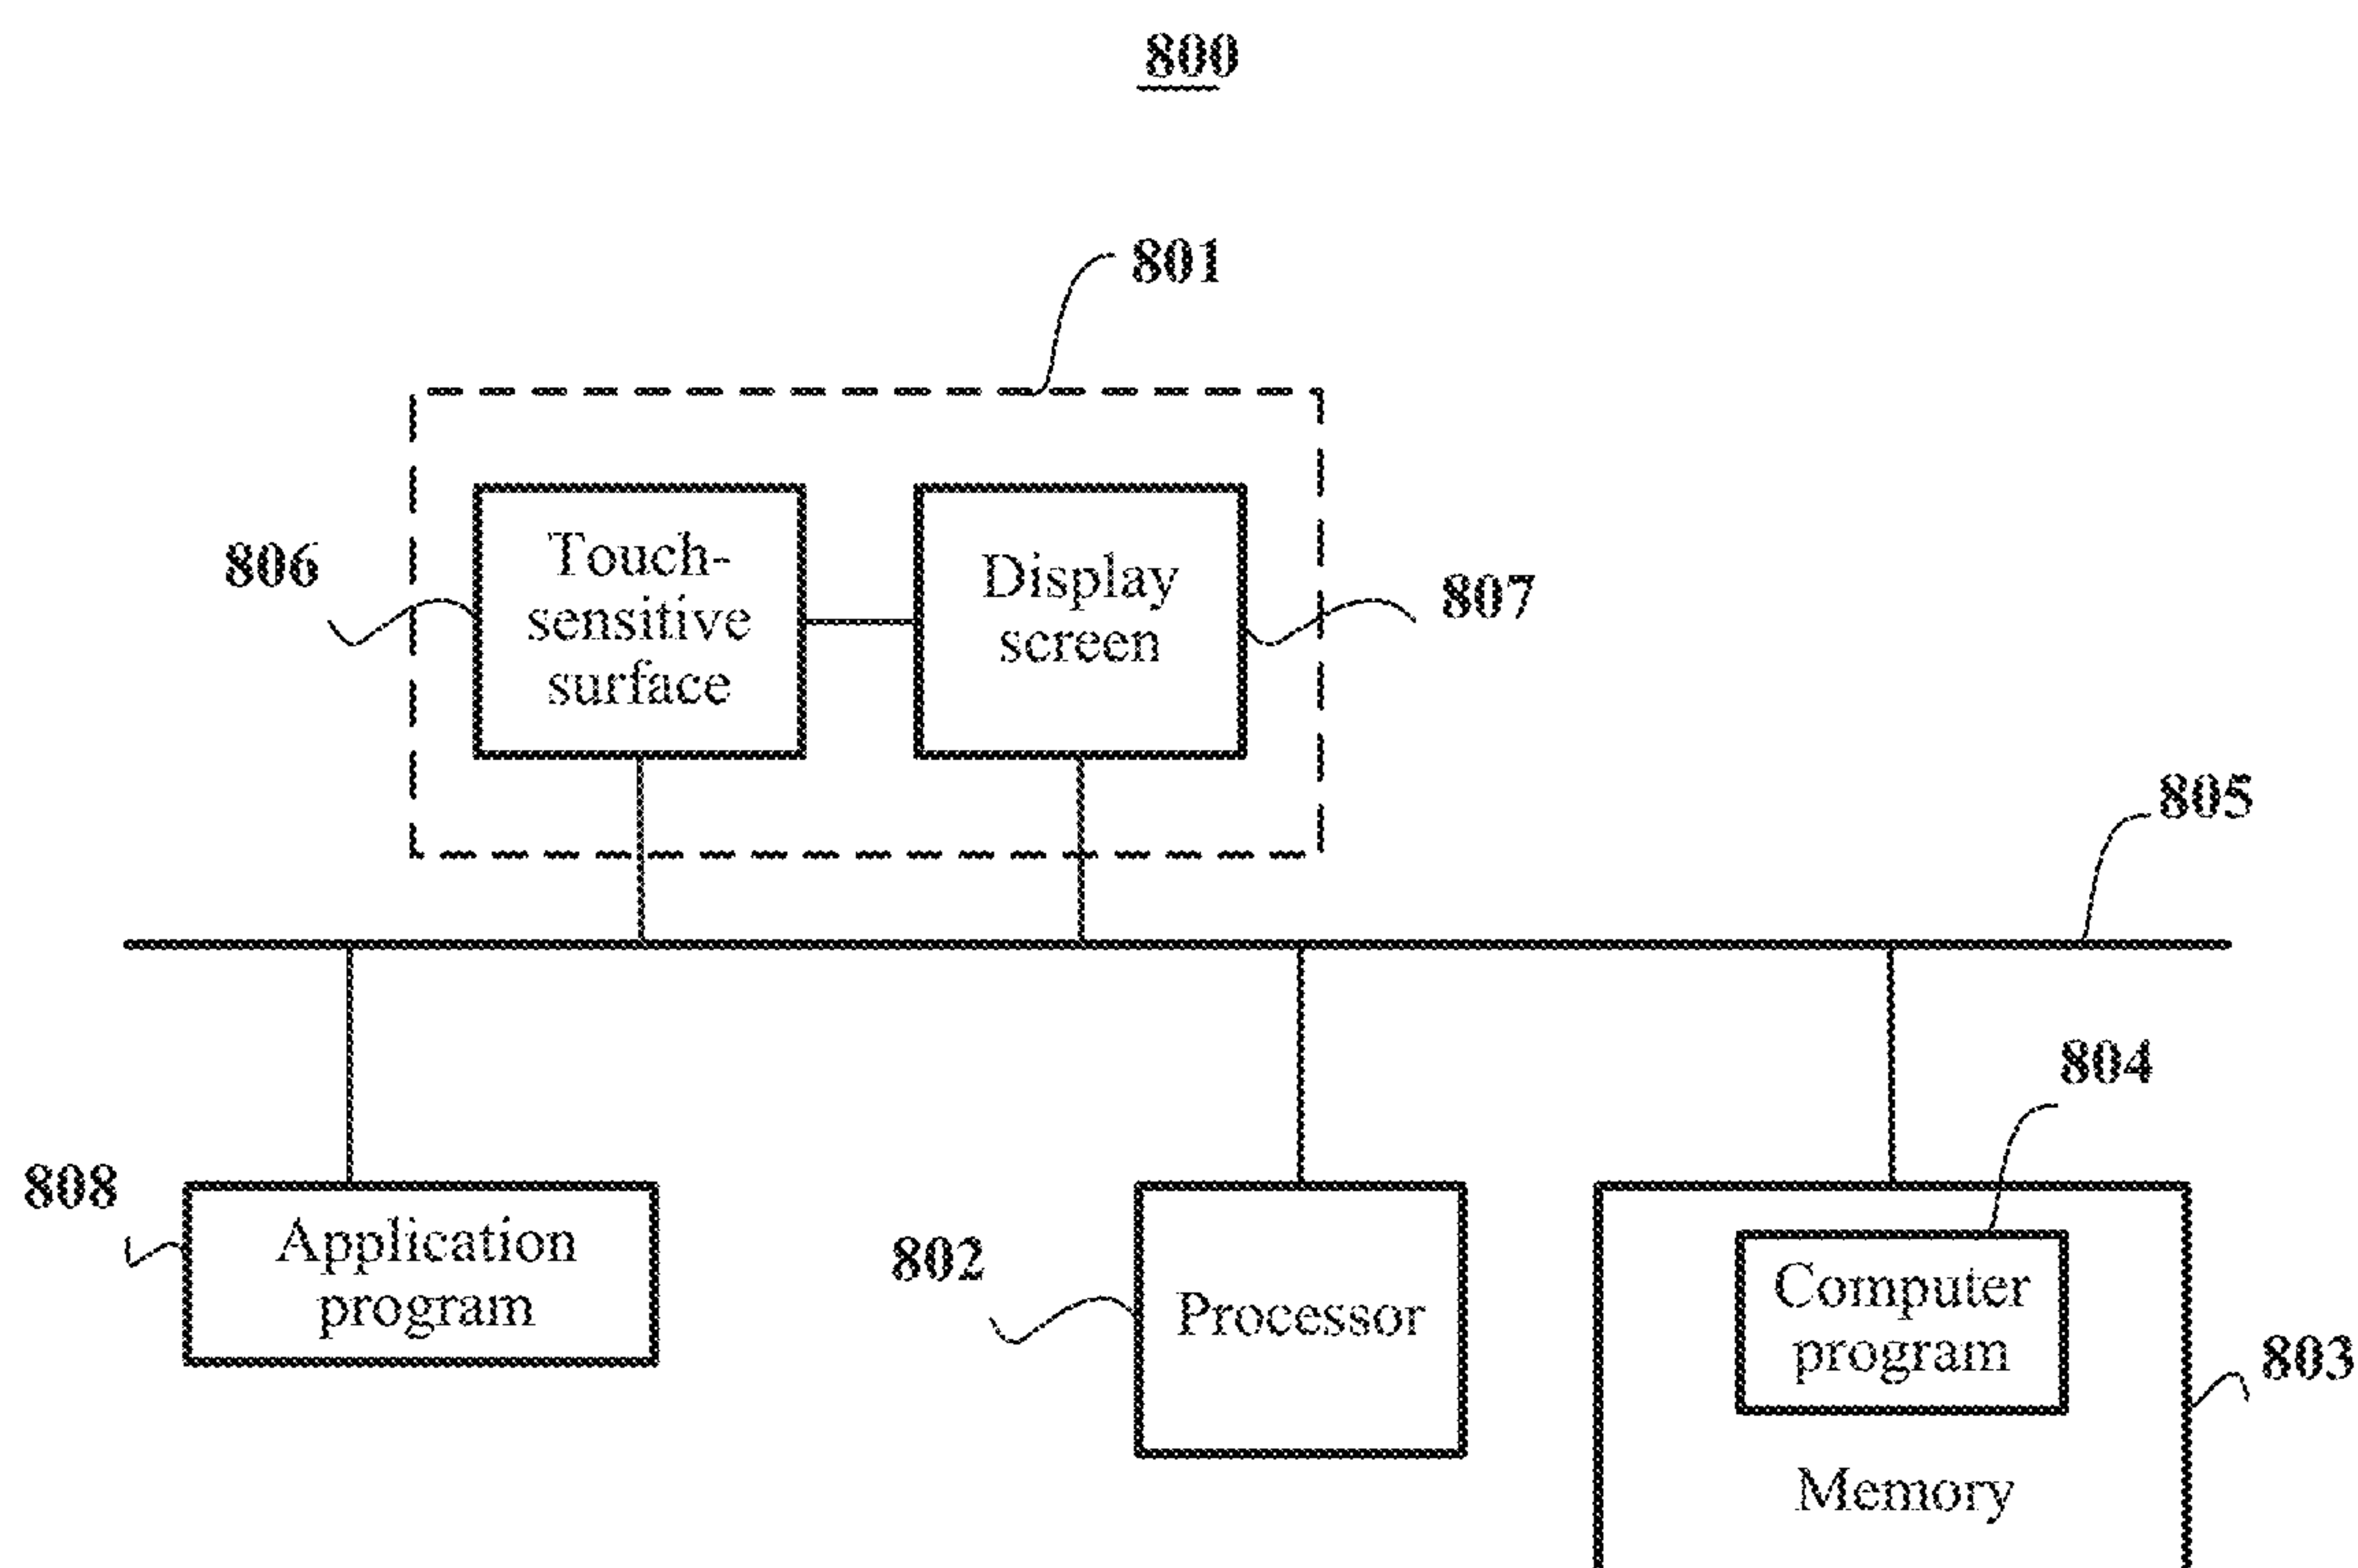 800
801
806
Touch-
sensitive
surface
Display
screen
807
805
804
808
Application
program
802
Processor
Computer
program
803
Memory